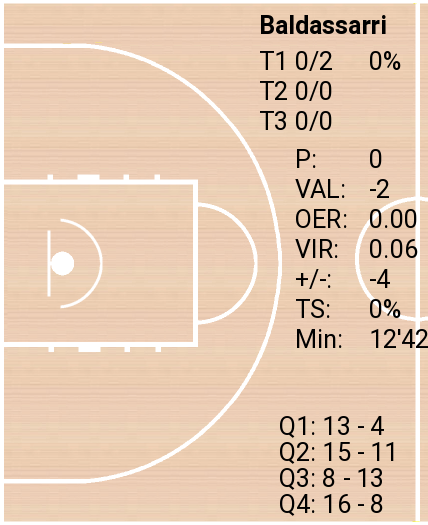 Baldassarri
T1 0/2 0%
T2 0/0
T3 0/0
P: 0
VAL: -2
OER: 0.00
VIR: 0.06
+/-: -4
TS: 0%
Min: 12'42
Q1: 13 - 4
Q2: 15 - 11
Q3: 8 - 13
Q4: 16 - 8